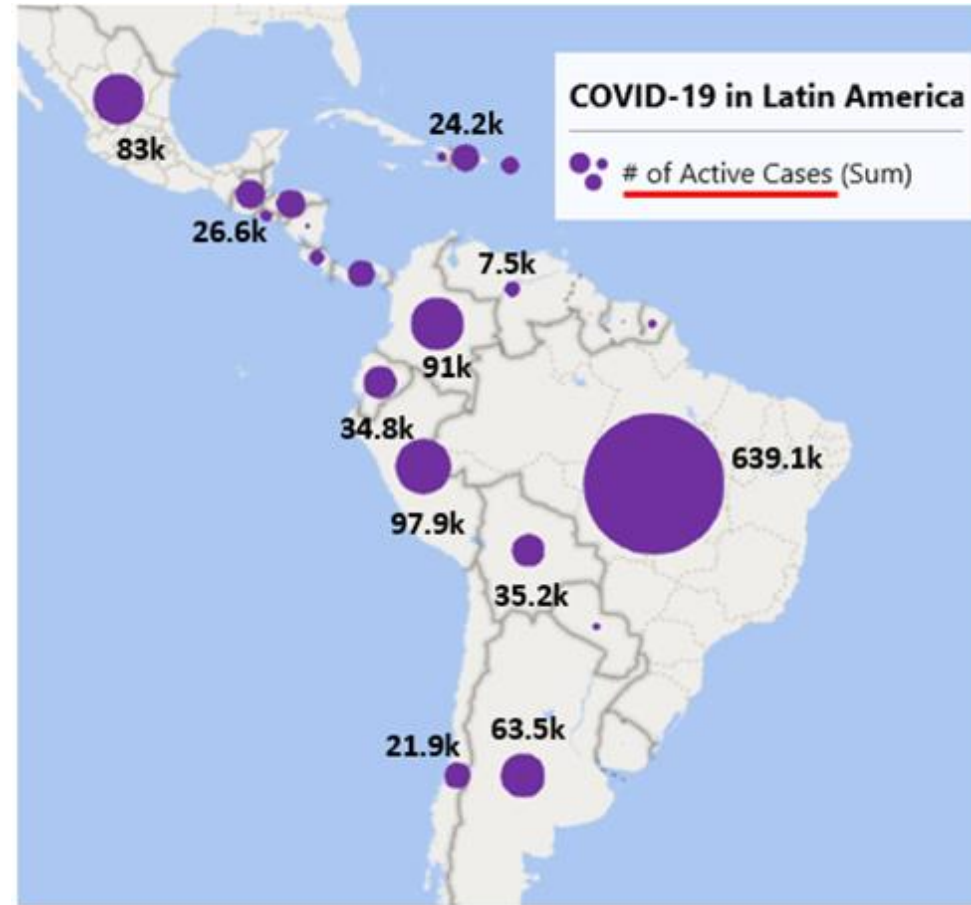 COVID-19 in Latin America
# of Active Cases (Sum)
24.2k
83k
26.6k
7.5k
91k
34.8k
639.1k
97.9k
35.2k
63.5k
21.9k